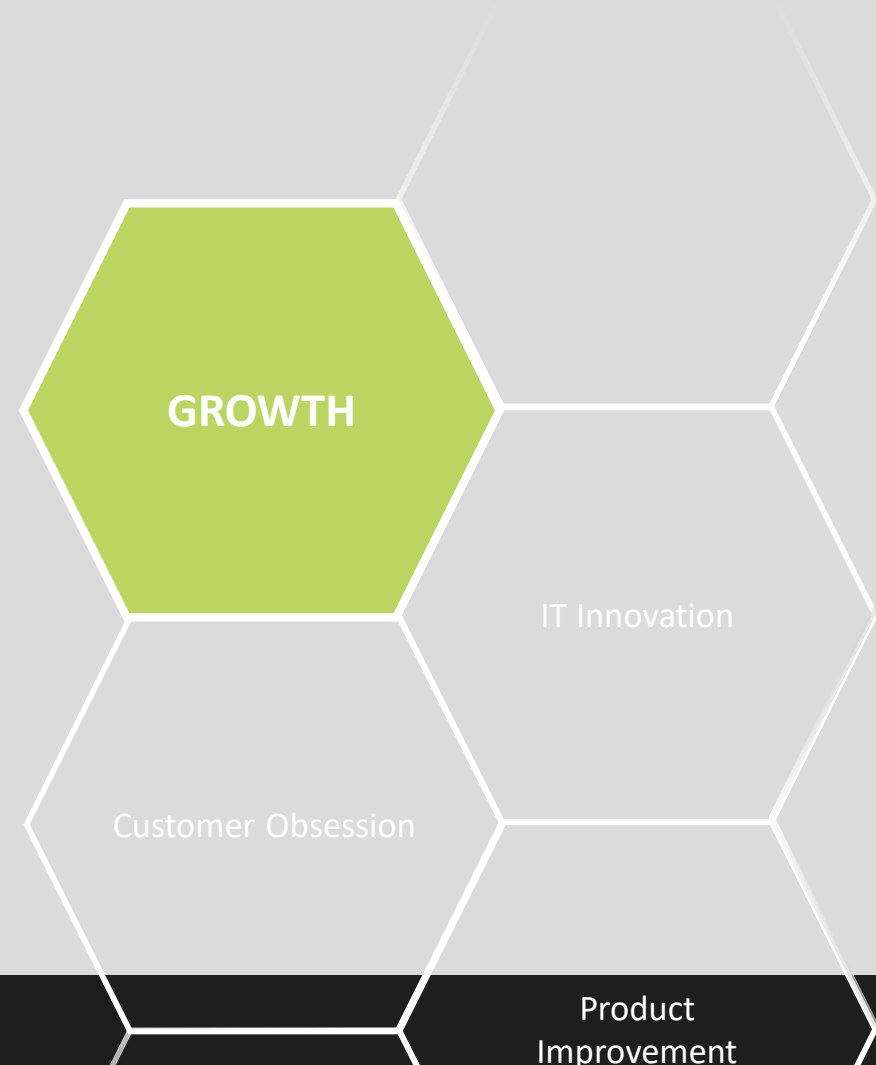 GROWTH
IT Innovation
Customer Obsession
Product
Improvement